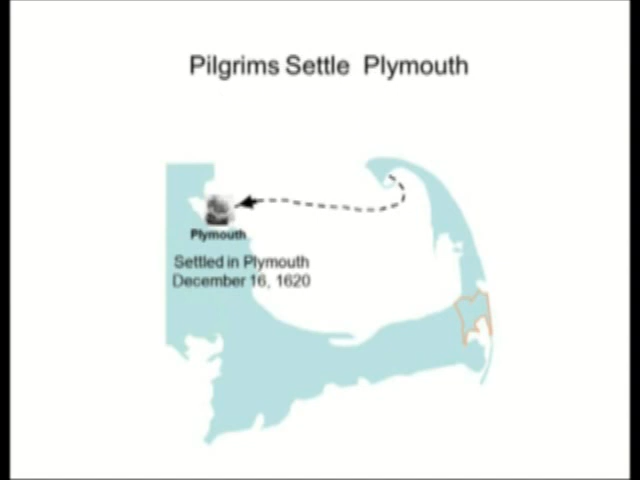 Pilgrims Settle Plymouth
Plymouth
Settled in Plymouth
December 16, 1620